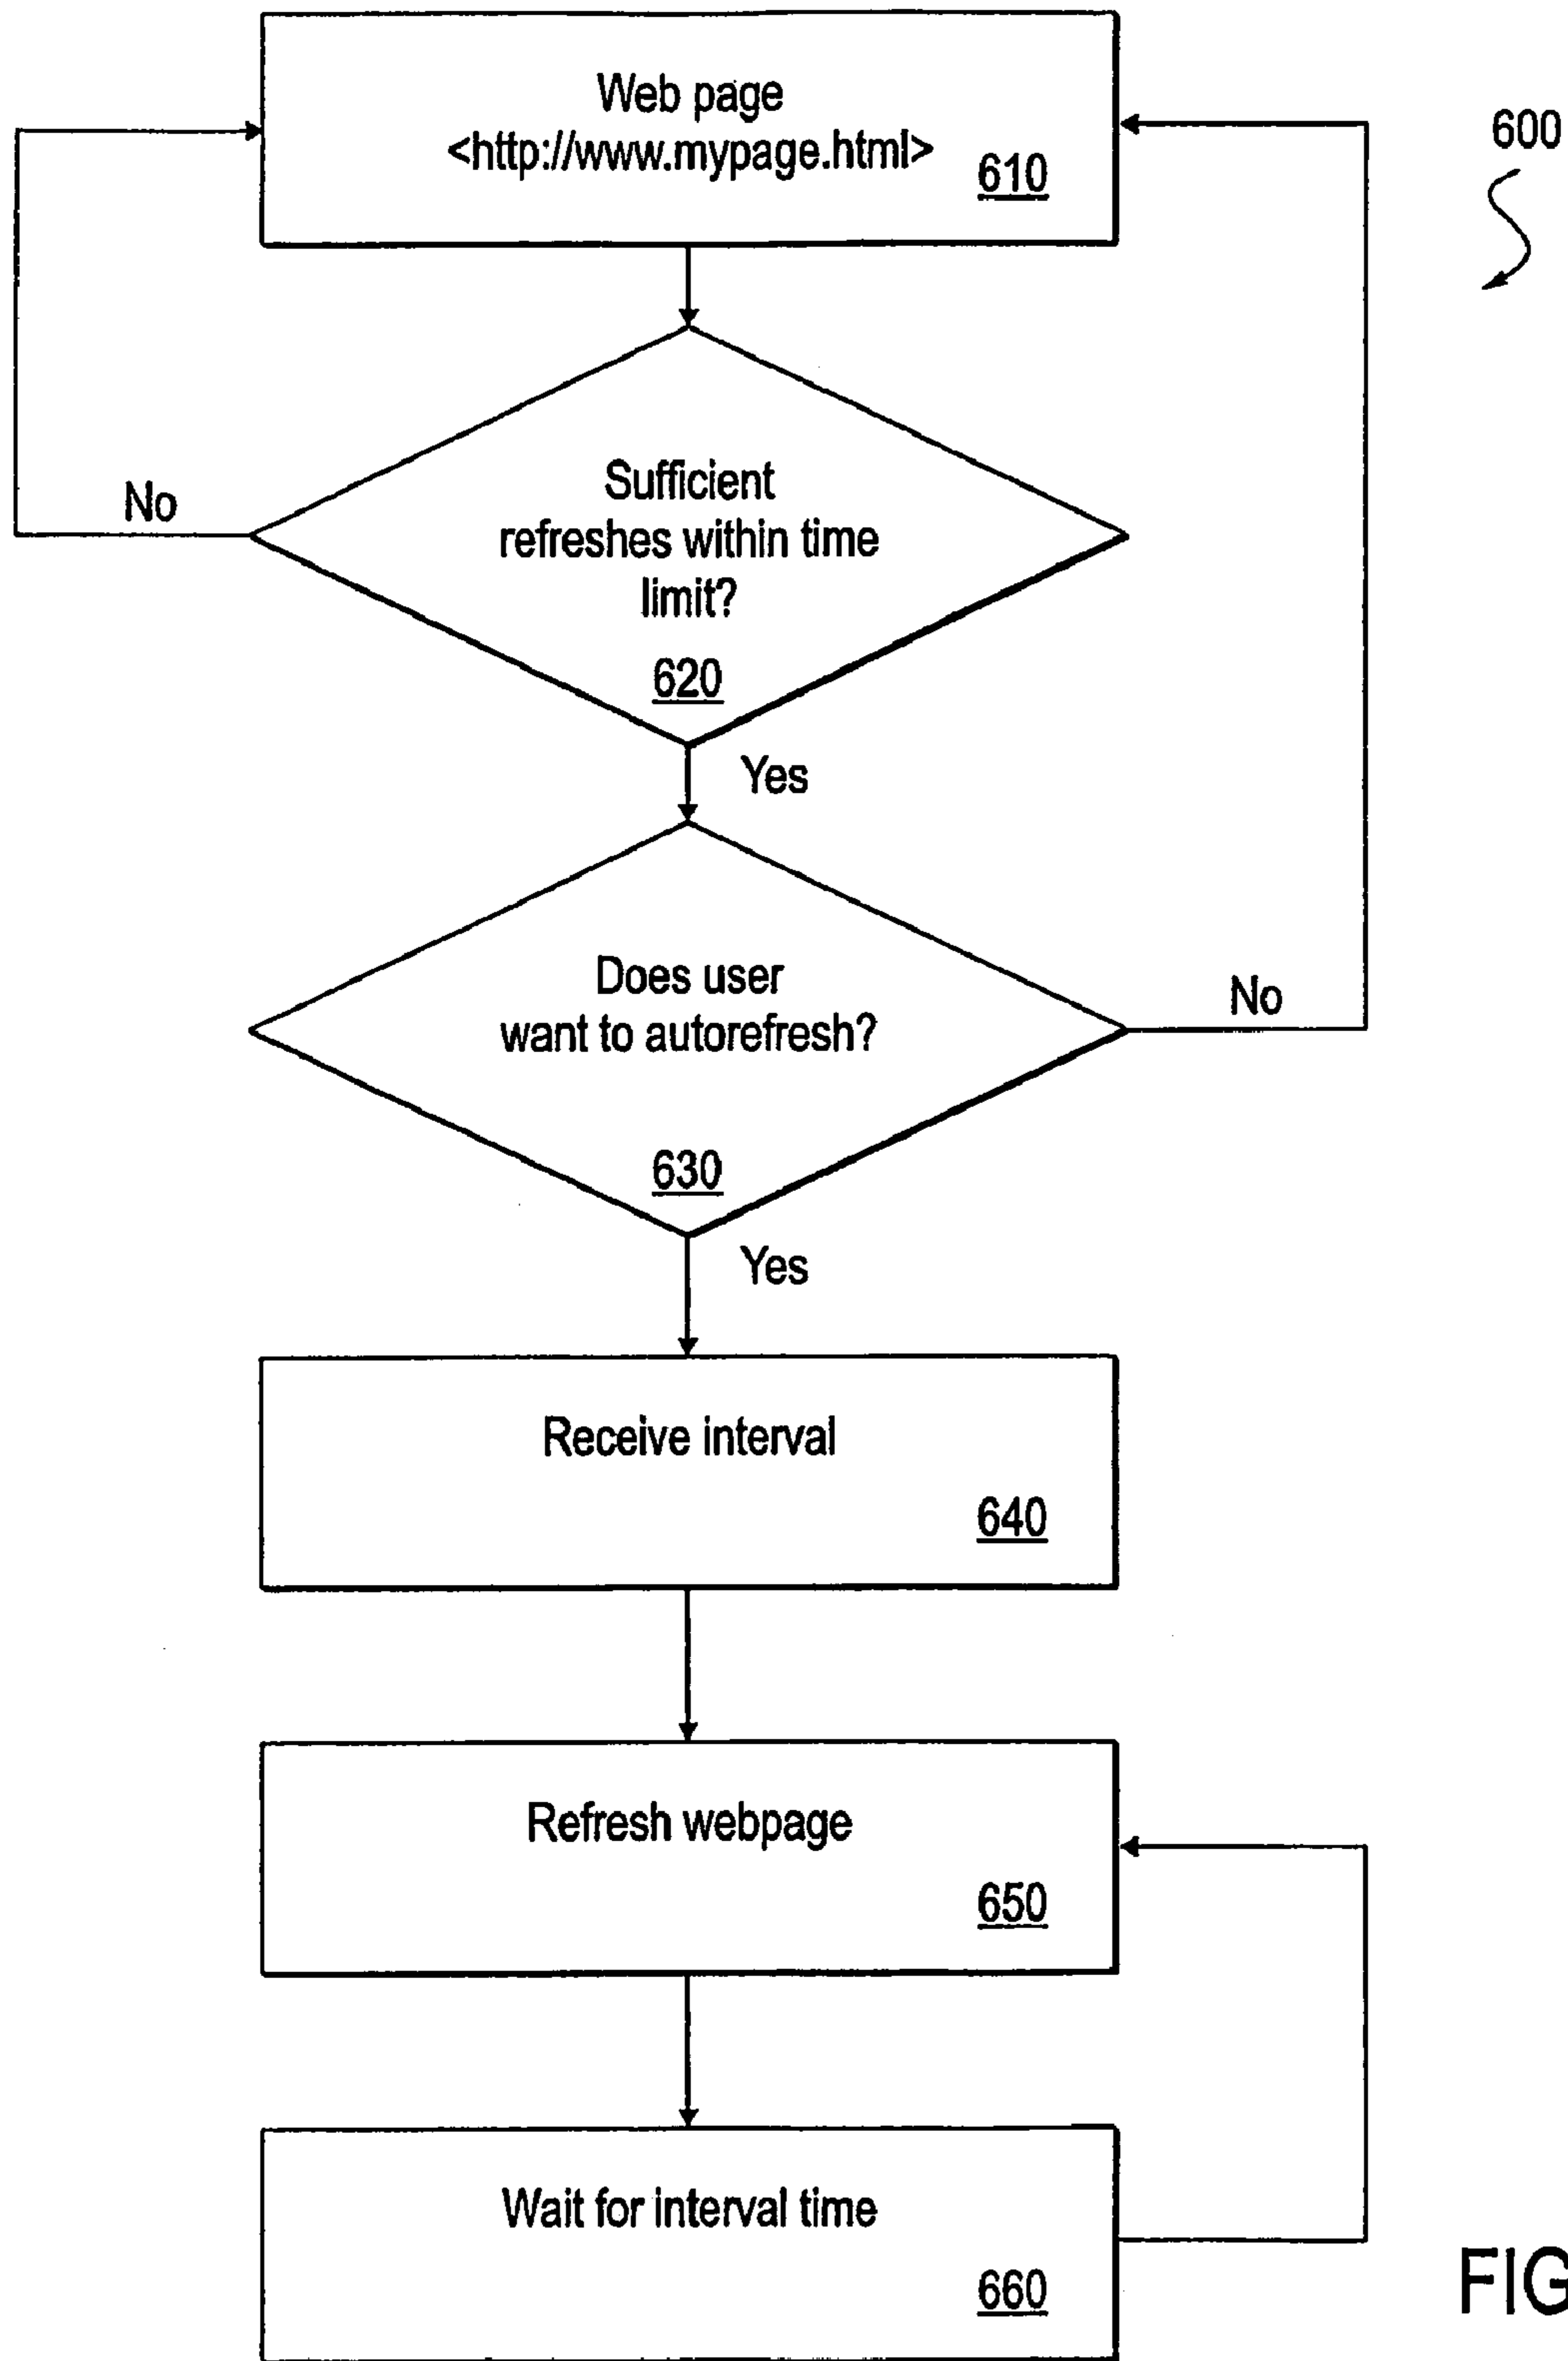 Web page
<http://www.mypage.html>
610
600
No
Sufficient
refreshes within time
limit?
620
Yes
Does user
want to autorefresh?
No
630
Yes
Receive interval
640
Refresh webpage
650
Wait for interval time
660
FIG